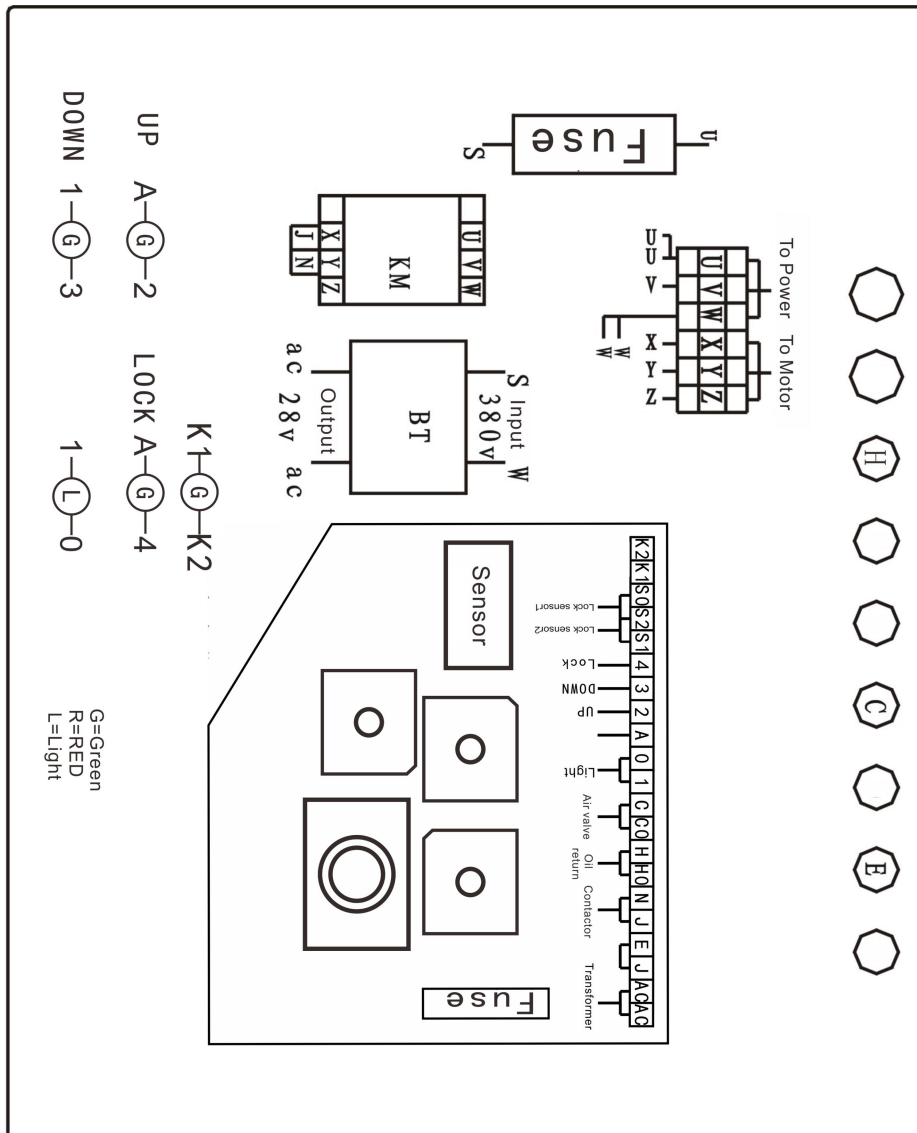 Fuse
S
U
UP A-G-2
DOWN 1-G-3
LOCK A-G-4
1-L-0
K1-G-K2
KM
U V W
X Y Z
J N
To Power
To Motor
U V W X Y Z
U
U
V
W
W
X
Y
Z
BT
S Input W
380v
Output
ac 28v ac
H
C
E
Sensor
K2 K1 S0 S2 S2 S1 4 3 2 A 0 1 C C0 H H0 N J E J AC AC
Lock sensor1
Lock sensor2
Lock
DOWN
UP
Light
Air valve
Oil
return
Contactor
Transformer
Fuse
G=Green
R=RED
L=Light